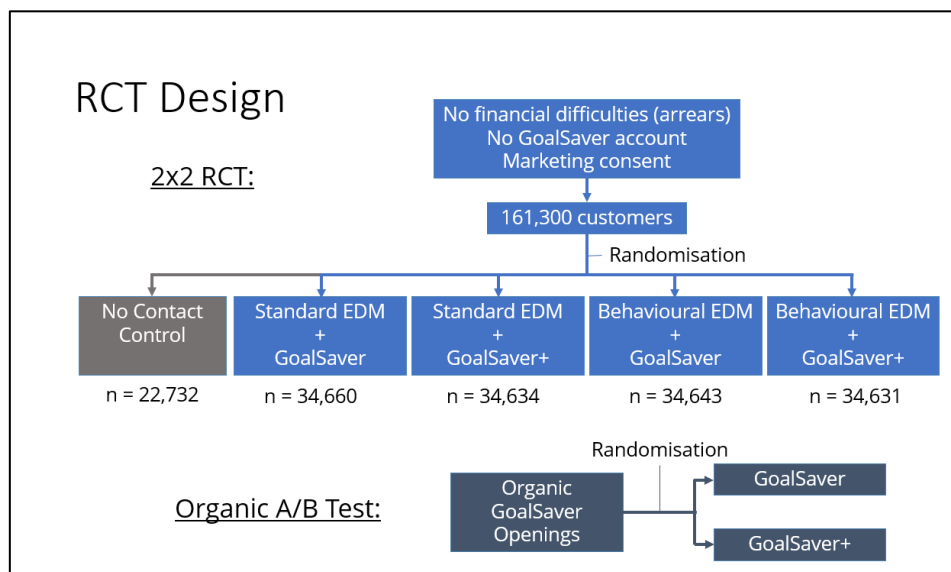 RCT Design
No financial difficulties (arrears)
No GoalSaver account
Marketing consent
2x2 RCT:
161,300 customers
Randomisation
No Contact
Control
Standard EDM
+
GoalSaver
Standard EDM
+
GoalSaver+
Behavioural EDM
+
GoalSaver
Behavioural EDM
+
GoalSaver+
n = 22,732
n = 34,660
n = 34,634
n = 34,643
n = 34,631
Randomisation
Organic A/B Test:
Organic
GoalSaver
Openings
GoalSaver
GoalSaver+